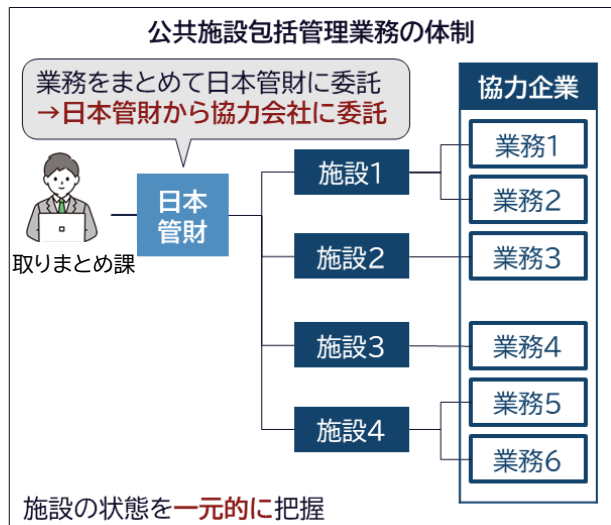 公共施設包括管理業務の体制
業務をまとめて日本管財に委託
→日本管財から協力会社に委託
協力企業
取りまとめ課
日本
管財
施設1
施設2
施設3
施設4
業務1
業務2
業務3
業務4
業務5
業務6
施設の状態を一元的に把握